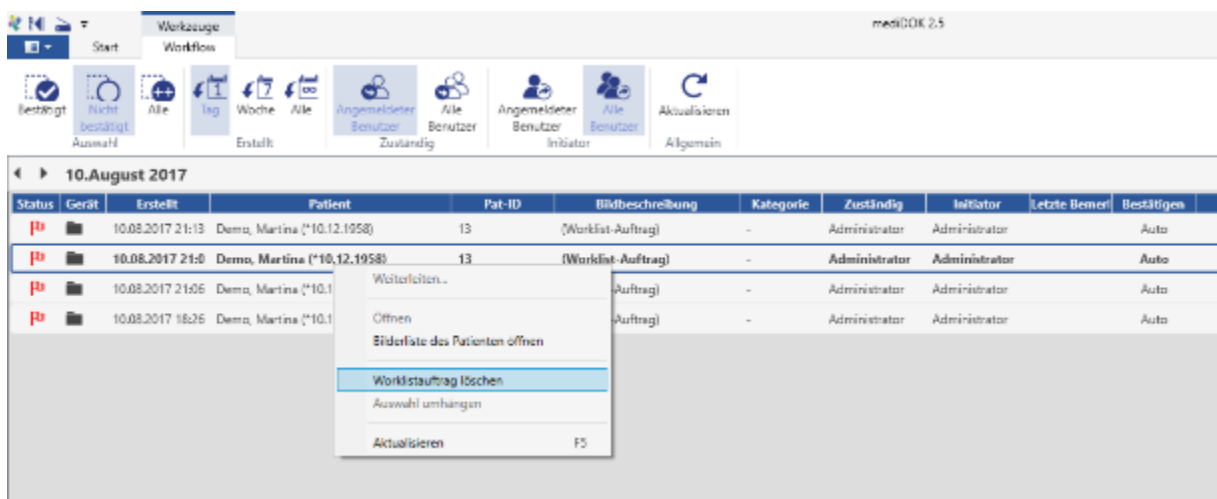 Werkzeuge
mediDOK 2.5
Start Workflow
Bestätigt Nicht bestätigt Alle Tag Woche Alle Angemeldeter Benutzer Alle Benutzer Angemeldeter Benutzer Alle Benutzer Aktualisieren
Auswahl Erstellt Zuständig Initiator Allgemein
10.August 2017
Status Gerät Erstellt Patient Pat-ID Bildbeschreibung Kategorie Zuständig Initiator Letzte Bemerl Bestätigen
10.08.2017 21:13 Demo, Martina (*10.12.1958) 13 (Worklist-Auftrag) - Administrator Administrator Auto
10.08.2017 21:0 Demo, Martina (*10.12.1958) 13 (Worklist-Auftrag) - Administrator Administrator Auto
10.08.2017 21:06 Demo, Martina (*10.1 -Auftrag) - Administrator Administrator Auto
10.08.2017 18:26 Demo, Martina (*10.1 -Auftrag) - Administrator Administrator Auto
Weiterleiten...
Öffnen
Bilderliste des Patienten öffnen
Worklistauftrag löschen
Auswahl umhängen
Aktualisieren F5